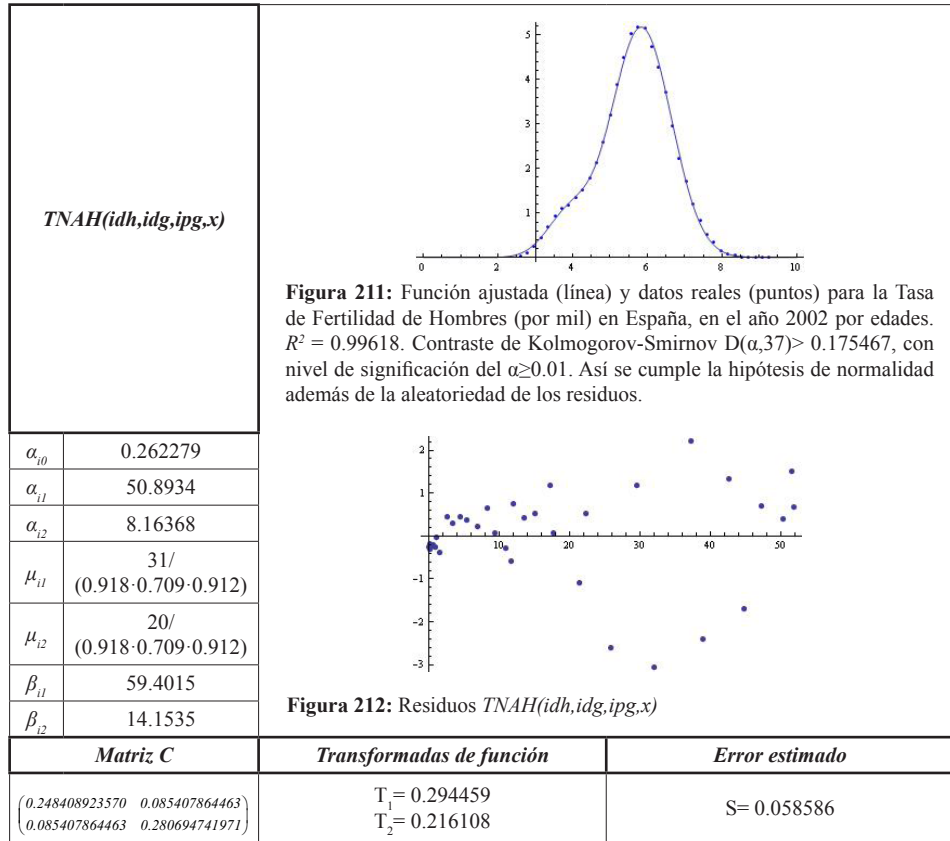 TNAH(idh,idg,ipg,x)
5
4
3
2
1
0 2 4 6 8 10
Figura 211: Función ajustada (línea) y datos reales (puntos) para la Tasa
de Fertilidad de Hombres (por mil) en España, en el año 2002 por edades.
R² = 0.99618. Contraste de Kolmogorov-Smirnov D(α,37)> 0.175467, con
nivel de significación del α≥0.01. Así se cumple la hipótesis de normalidad
además de la aleatoriedad de los residuos.
α_i0 0.262279
α_i1 50.8934
α_i2 8.16368
μ_i1 31/
(0.918·0.709·0.912)
μ_i2 20/
(0.918·0.709·0.912)
β_i1 59.4015
β_i2 14.1535
2
1
10 20 30 40 50
-1
-2
-3
Figura 212: Residuos TNAH(idh,idg,ipg,x)
Matriz C Transformadas de función Error estimado
0.248408923570 0.085407864463
0.085407864463 0.280694741971
T₁= 0.294459
T₂= 0.216108
S= 0.058586